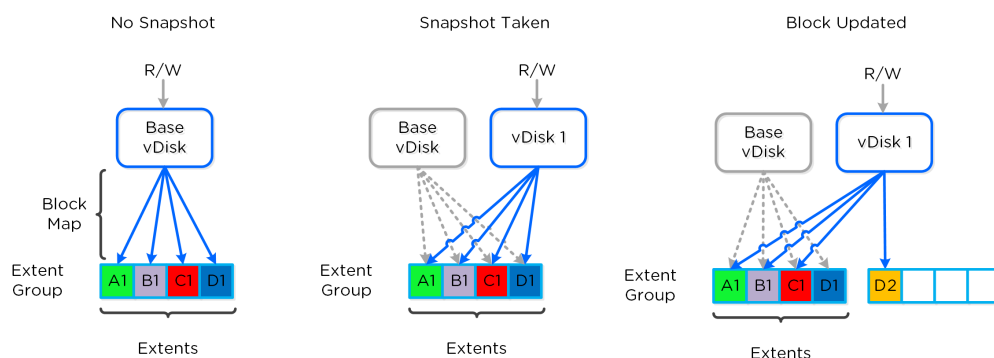 No Snapshot
R/W
Base
vDisk
Block
Map
Extent
Group
A1 B1 C1 D1
Extents
Snapshot Taken
R/W
Base
vDisk
vDisk 1
Extent
Group
A1 B1 C1 D1
Extents
Block Updated
R/W
Base
vDisk
vDisk 1
Extent
Group
A1 B1 C1 D1
D2
Extents